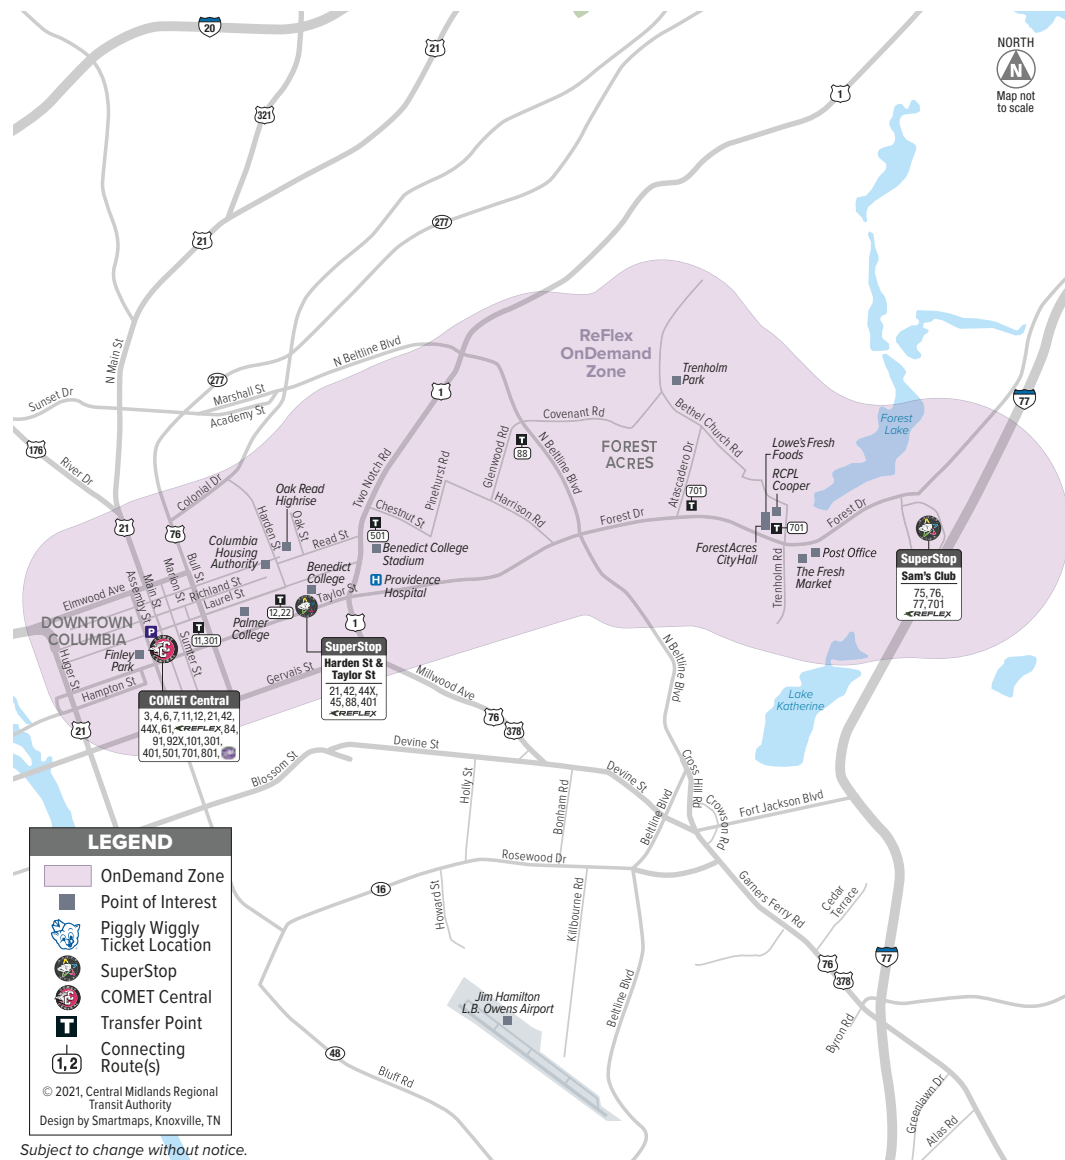 20
21
1
NORTH
N
Map not
to scale
321
277
21
N Main St
N Beltline Blvd
ReFlex
OnDemand
Zone
Trenholm
Park
277
Marshall St
Academy St
Sunset Dr
1
77
Covenant Rd
Bethel Church Rd
Forest
Lake
176
River Dr
T
88
Glenwood Rd
N Beltline Blvd
FOREST
ACRES
Lowe's Fresh
Foods
RCPL
Cooper
Atascadero Dr
Two Notch Rd
Pinehurst Rd
Colonial Dr
Oak Read
Highrise
701
T
Harrison Rd
Chestnut St
Forest Dr
Forest Dr
T
701
Forest Acres
City Hall
21
76
Harden St
Oak St
Read St
T
501
Benedict College
Stadium
Columbia
Housing
Authority
Post Office
The Fresh
Market
SuperStop
Sam's Club
75, 76,
77, 701
REFLEX
Trenholm Rd
H
Providence
Hospital
Benedict
College
Taylor St
Elmwood Ave
Assembly St
Main St
Marion St
Bull St
Richland St
Laurel St
T
12,22
Palmer
College
DOWNTOWN
COLUMBIA
P
T
11,301
Sumter St
1
Finley
Park
Huger St
Hampton St
Gervais St
SuperStop
Harden St &
Taylor St
21, 42, 44X,
45, 88, 401
REFLEX
N Beltline Blvd
Millwood Ave
COMET Central
3, 4, 6, 7, 11, 12, 21, 42,
44X, 61, REFLEX, 84,
91, 92X, 101, 301,
401, 501, 701, 801,
21
76
378
Lake
Katherine
Blossom St
Devine St
Devine St
Holly St
Bonham Rd
Beltline Blvd
Cross Hill Rd
Crowson Rd
Fort Jackson Blvd
Rosewood Dr
16
Howard St
Killbourne Rd
Garners Ferry Rd
Cedar
Terrace
76
378
77
Jim Hamilton
L.B. Owens Airport
Beltline Blvd
Byron Rd
48
Bluff Rd
Greenlawn Dr
Atlas Rd
LEGEND
OnDemand Zone
Point of Interest
Piggly Wiggly
Ticket Location
SuperStop
COMET Central
T
Transfer Point
1, 2
Connecting
Route(s)
© 2021, Central Midlands Regional
Transit Authority
Design by Smartmaps, Knoxville, TN
Subject to change without notice.